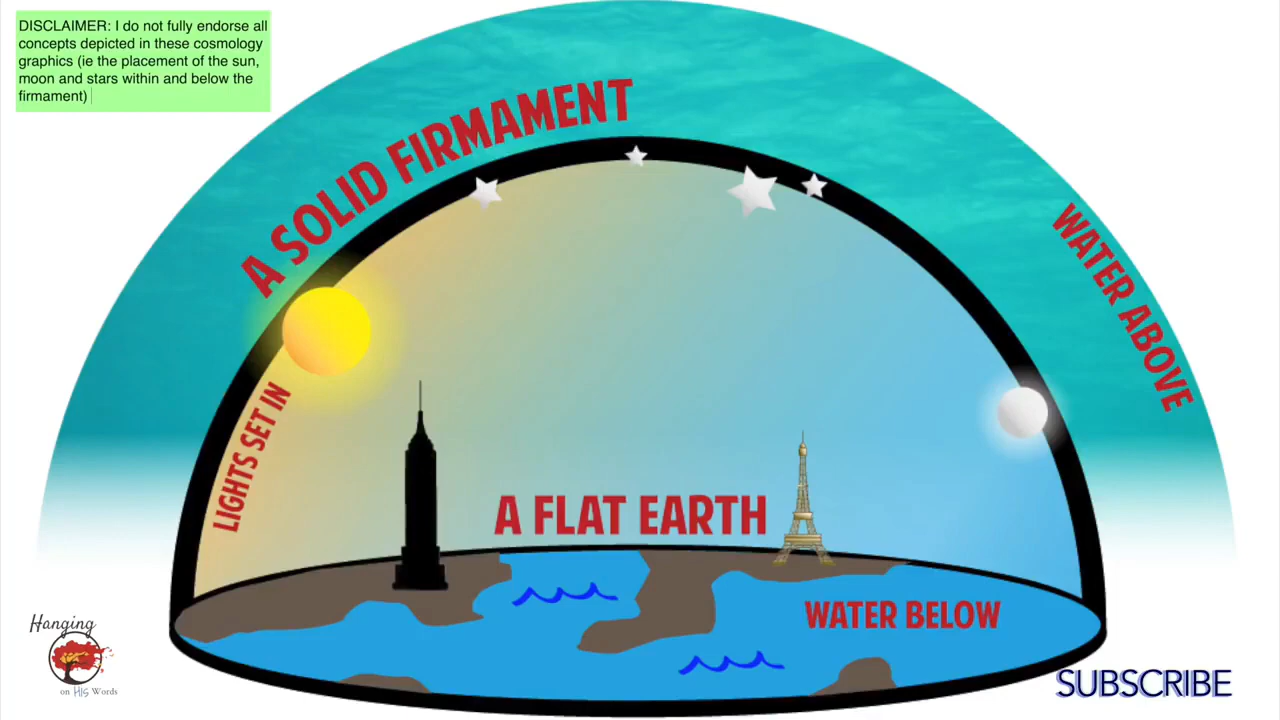 DISCLAIMER: I do not fully endorse all
concepts depicted in these cosmology
graphics (ie the placement of the sun,
moon and stars within and below the
firmament)
A SOLID FIRMAMENT
WATER ABOVE
LIGHTS SET IN
A FLAT EARTH
WATER BELOW
Hanging
on HIS Words
SUBSCRIBE